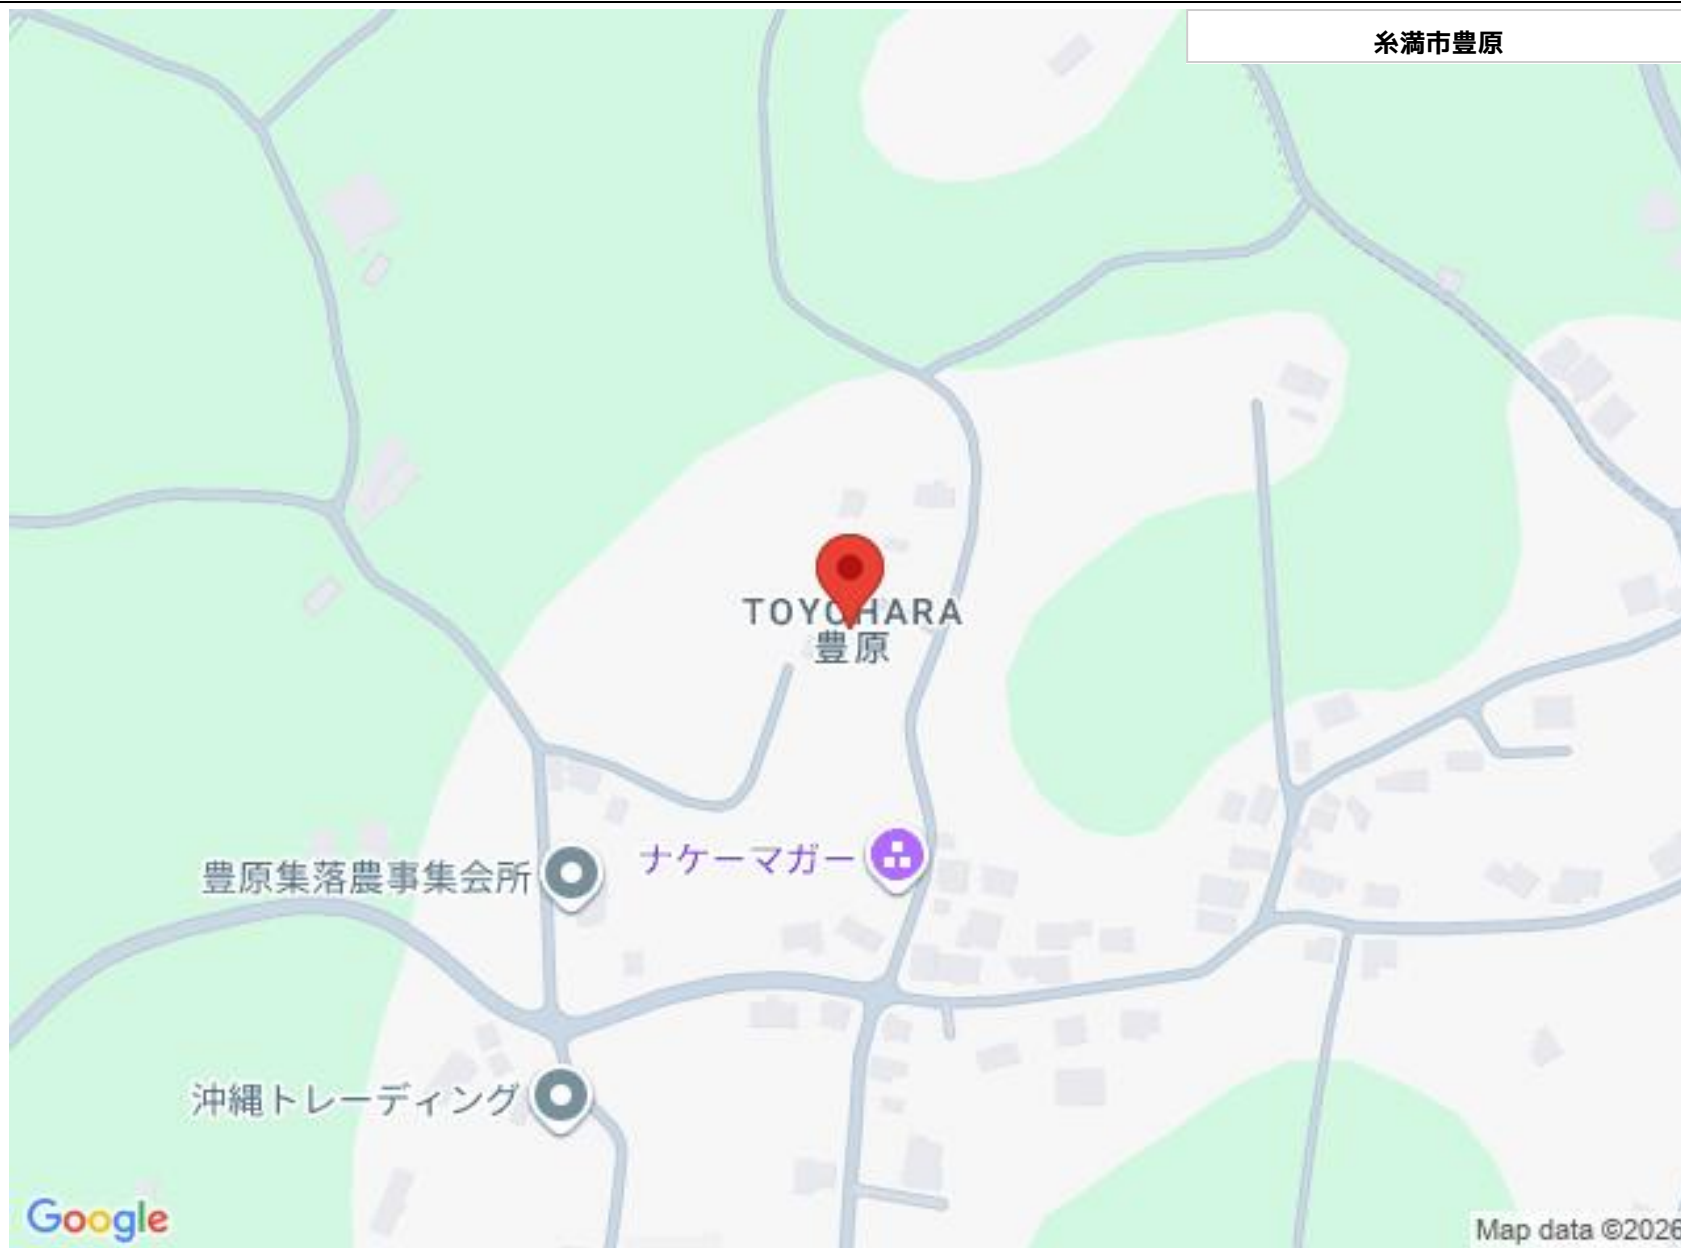 糸満市豊原
TOYOHARA
豊原
ナケーマガー
豊原集落農事集会所
沖縄トレーディング
Google
Map data ©2026